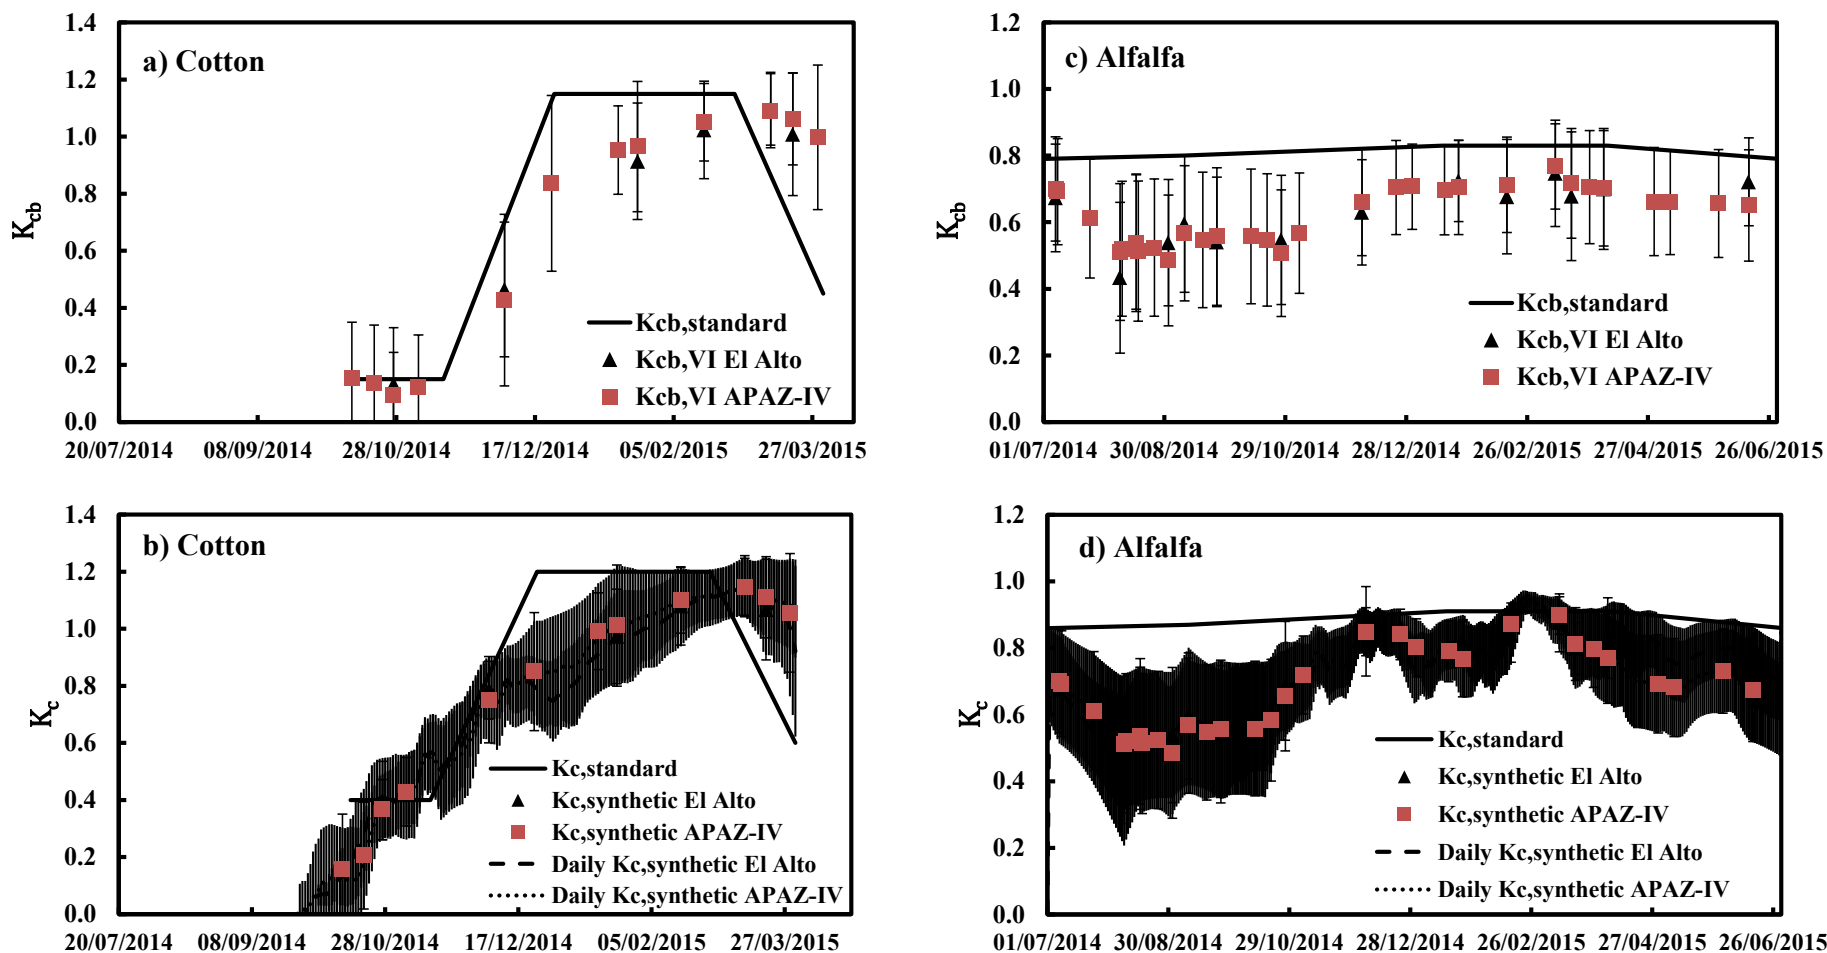 a) Cotton
1.4
1.2
1.0
0.8
0.6
0.4
0.2
0.0
Kcb
Kcb,standard
Kcb,VI El Alto
Kcb,VI APAZ-IV
20/07/2014 08/09/2014 28/10/2014 17/12/2014 05/02/2015 27/03/2015
c) Alfalfa
1.2
1.0
0.8
0.6
0.4
0.2
0.0
Kcb
Kcb,standard
Kcb,VI El Alto
Kcb,VI APAZ-IV
01/07/2014 30/08/2014 29/10/2014 28/12/2014 26/02/2015 27/04/2015 26/06/2015
b) Cotton
1.4
1.2
1.0
0.8
0.6
0.4
0.2
0.0
Kc
Kc,standard
Kc,synthetic El Alto
Kc,synthetic APAZ-IV
Daily Kc,synthetic El Alto
Daily Kc,synthetic APAZ-IV
20/07/2014 08/09/2014 28/10/2014 17/12/2014 05/02/2015 27/03/2015
d) Alfalfa
1.2
1.0
0.8
0.6
0.4
0.2
0.0
Kc
Kc,standard
Kc,synthetic El Alto
Kc,synthetic APAZ-IV
Daily Kc,synthetic El Alto
Daily Kc,synthetic APAZ-IV
01/07/2014 30/08/2014 29/10/2014 28/12/2014 26/02/2015 27/04/2015 26/06/2015